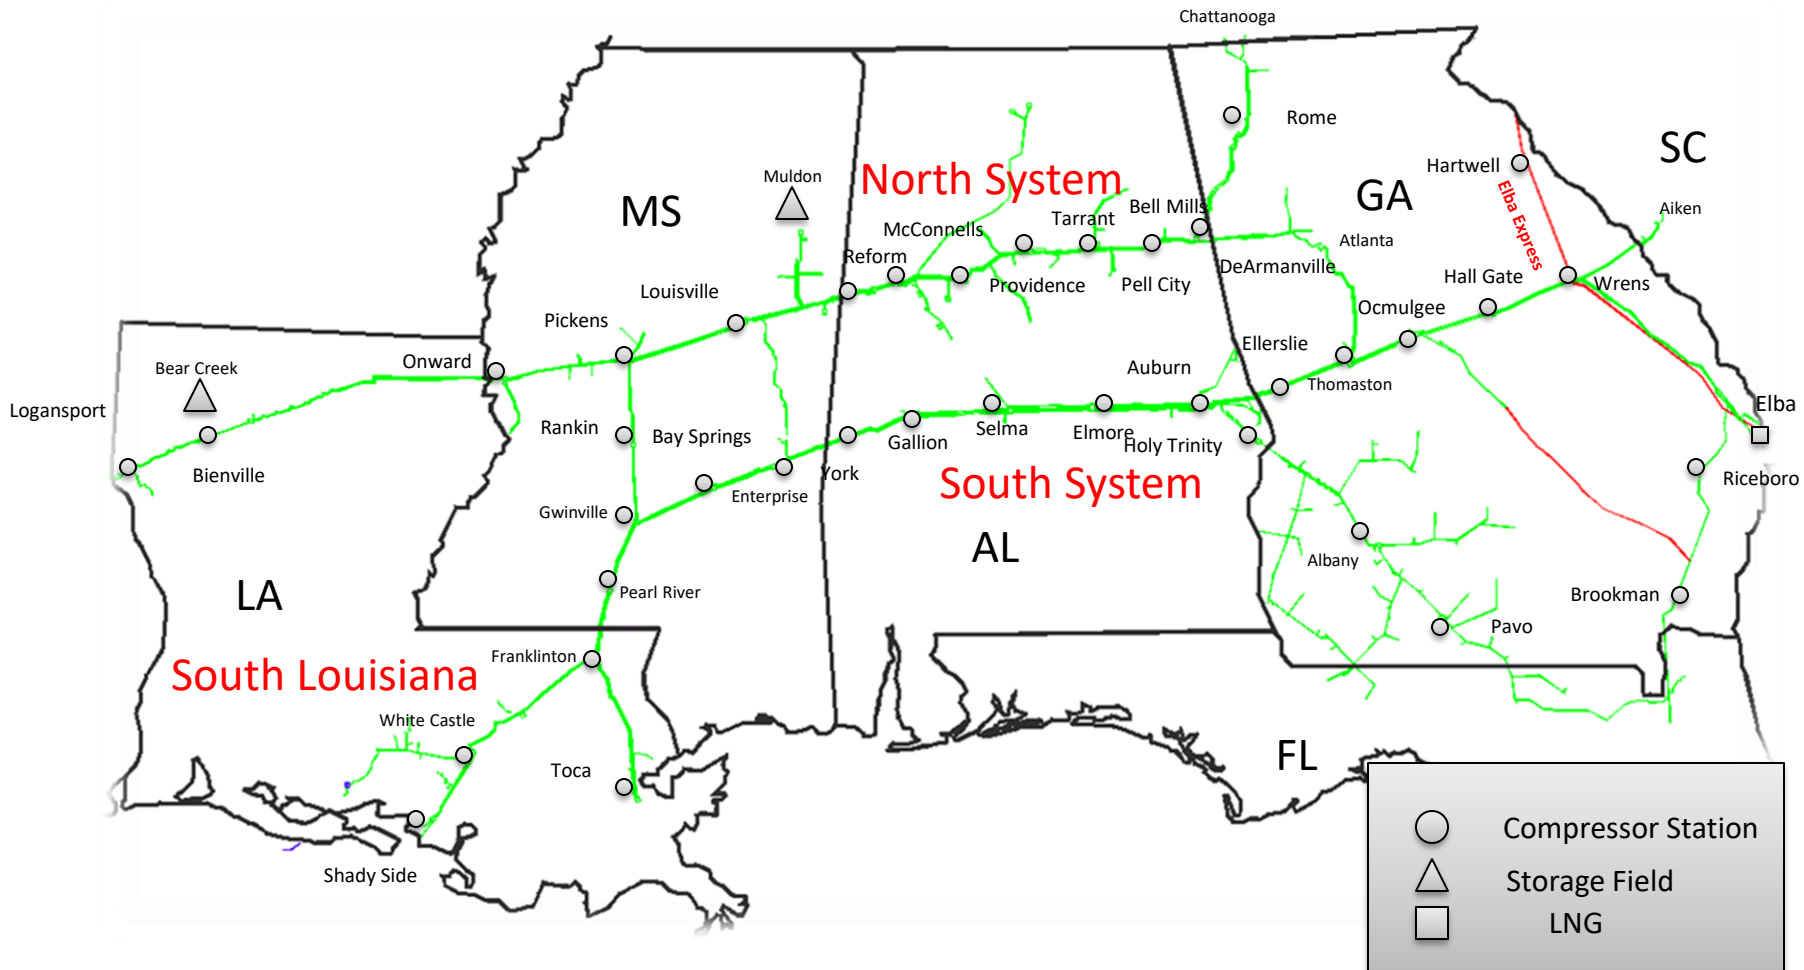 Chattanooga
Rome
SC
Hartwell
Muldon
North System
GA
MS
Elba Express
Aiken
Bell Mills
Tarrant
McConnells
Atlanta
Reform
DeArmanville
Hall Gate
Wrens
Providence
Pell City
Louisville
Ocmulgee
Pickens
Ellerslie
Onward
Auburn
Bear Creek
Thomaston
Logansport
Elba
Rankin
Bay Springs
Selma
Elmore
Gallion
Holy Trinity
Bienville
York
South System
Riceboro
Enterprise
Gwinville
AL
Albany
LA
Pearl River
Brookman
Pavo
Franklinton
South Louisiana
White Castle
FL
Toca
Compressor Station
Shady Side
Storage Field
LNG